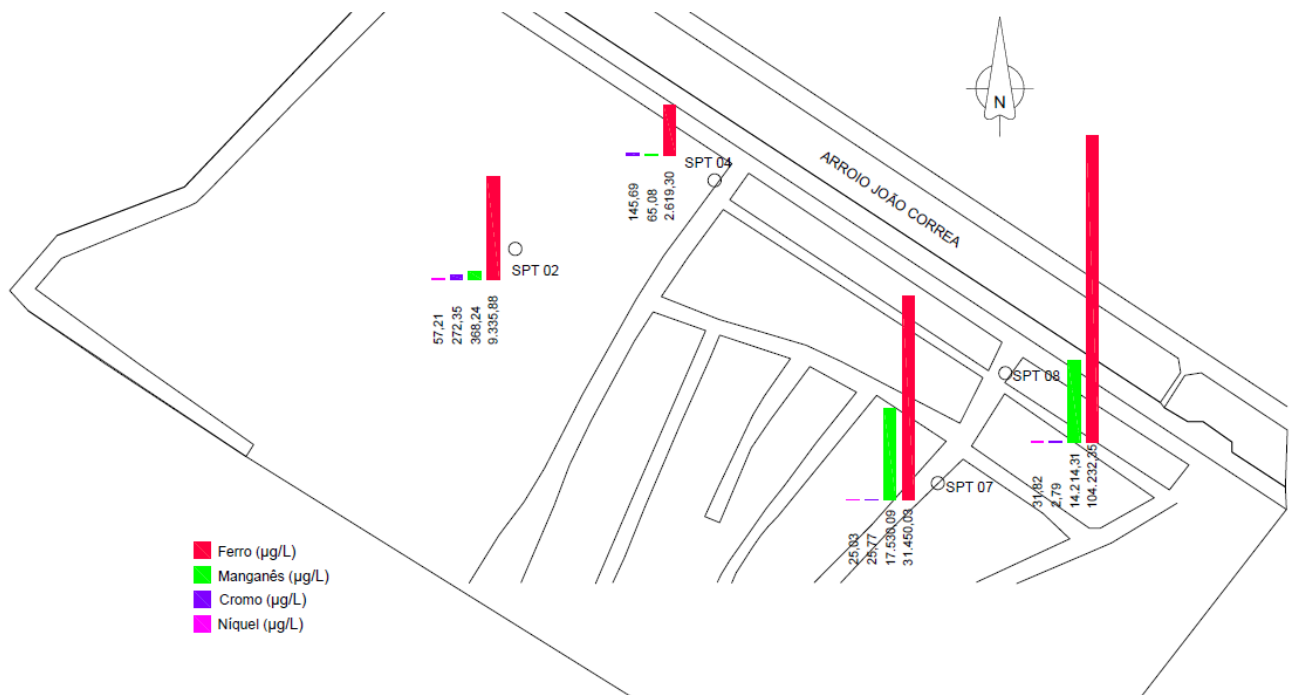 N
ARROIO JOÃO CORREA
SPT 04
145,69
65,08
2.619,30
SPT 02
57,21
272,35
368,24
9.335,88
SPT 08
31,82
2,79
14.214,31
104.232,35
SPT 07
25,03
25,77
17.530,09
31.450,03
Ferro (µg/L)
Manganês (µg/L)
Cromo (µg/L)
Níquel (µg/L)